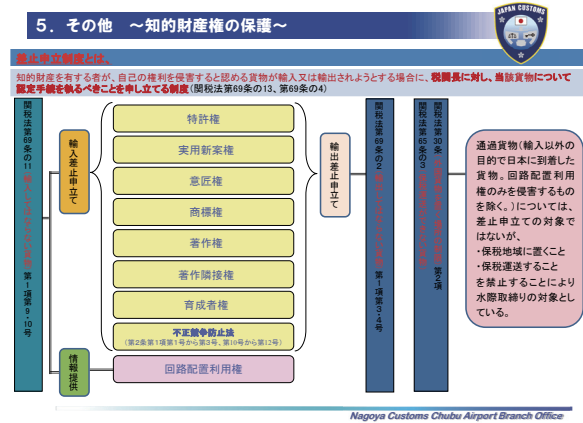 5．その他　～知的財産権の保護～
JAPAN CUSTOMS
差止申立制度とは、
知的財産を有する者が、自己の権利を侵害すると認める貨物が輸入又は輸出されようとする場合に、税関長に対し、当該貨物について
認定手続を執るべきことを申し立てる制度(関税法第69条の13、第69条の4)
関税法第69条の11
第1項第9・10号
輸入差止申立て
情報提供
特許権
実用新案権
意匠権
商標権
著作権
著作隣接権
育成者権
不正競争防止法
(第2条第1項第1号から第3号、第10号から第12号)
回路配置利用権
輸出差止申立て
関税法第69条の2
第1項第3・4号
関税法第30条
第2項
関税法第65条の3
通過貨物(輸入以外の
目的で日本に到着した
貨物。回路配置利用
権のみを侵害するもの
を除く。)については、
差止申立ての対象で
はないが、
・保税地域に置くこと
・保税運送すること
を禁止することにより
水際取締りの対象とし
ている。
Nagoya Customs Chubu Airport Branch Office